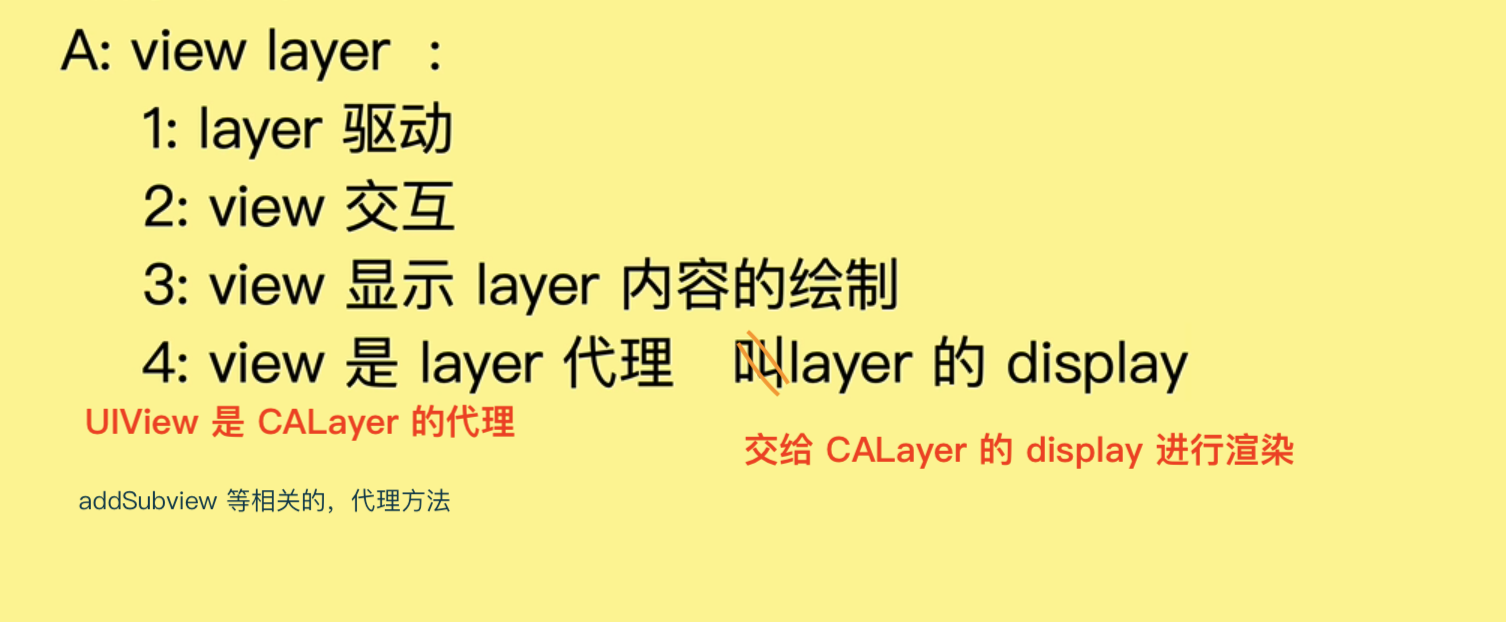 A: view layer :
1: layer 驱动
2: view 交互
3: view 显示 layer 内容的绘制
4: view 是 layer 代理 叫layer 的 display
UIView 是 CALayer 的代理
交给 CALayer 的 display 进行渲染
addSubview 等相关的，代理方法